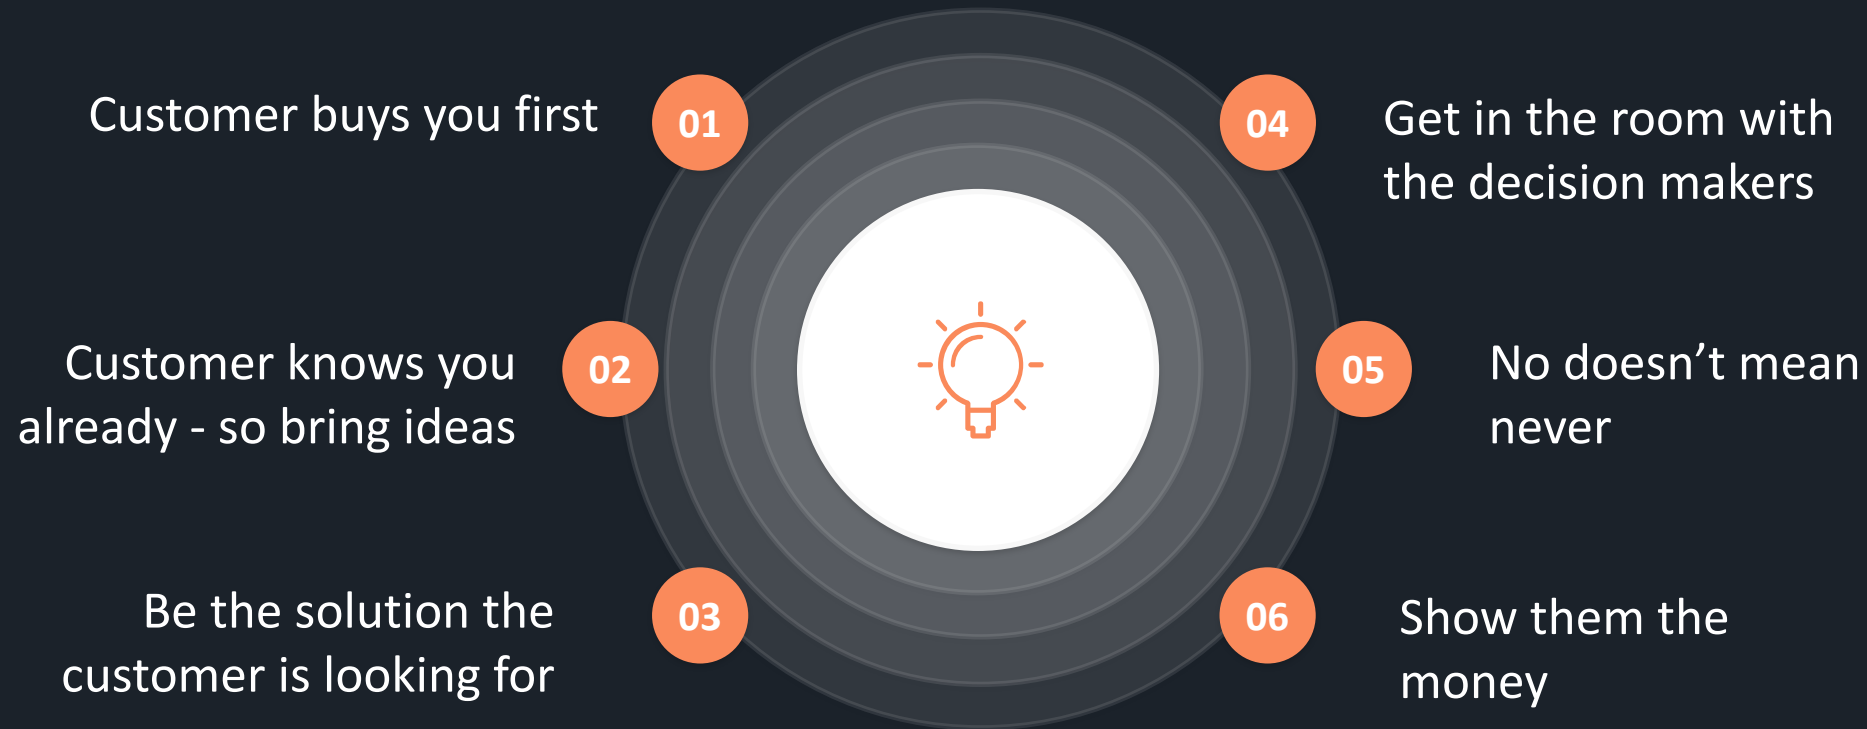 01
Customer buys you first
02
Customer knows you
already - so bring ideas
03
Be the solution the
customer is looking for
04
Get in the room with
the decision makers
05
No doesn’t mean
never
06
Show them the
money